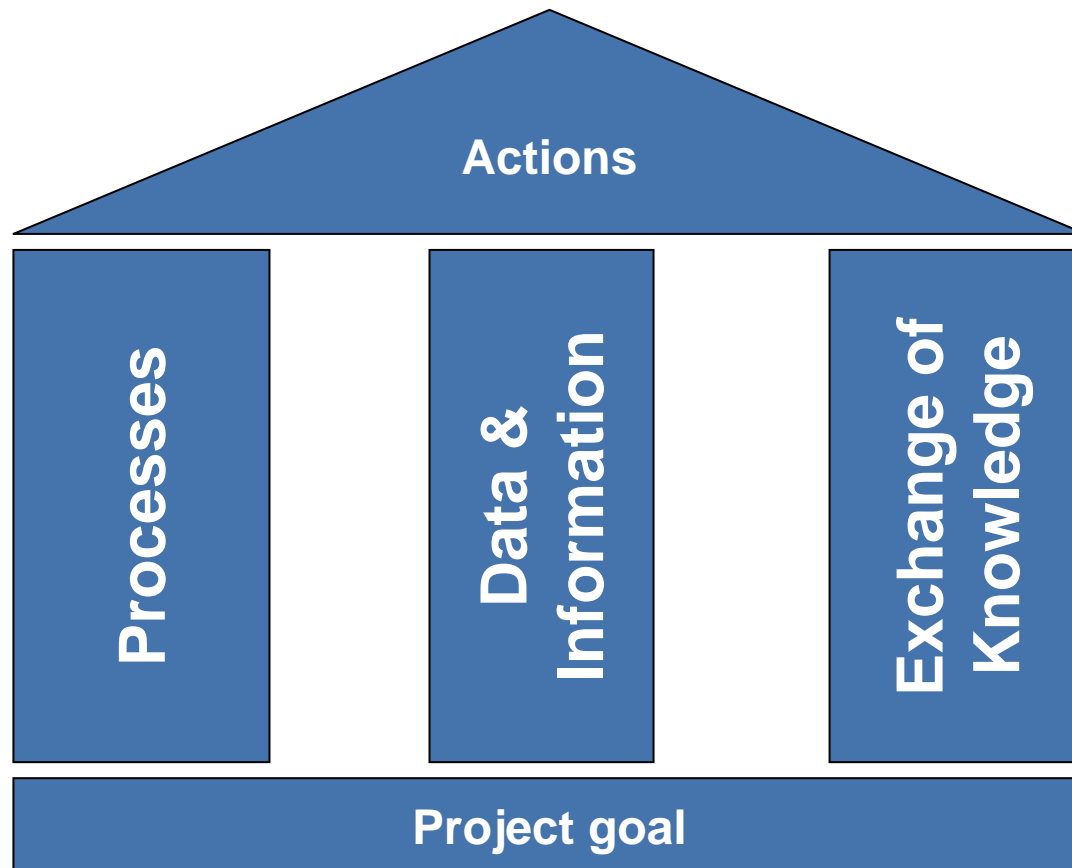 Actions
Processes
Data &
Information
Exchange of
Knowledge
Project goal